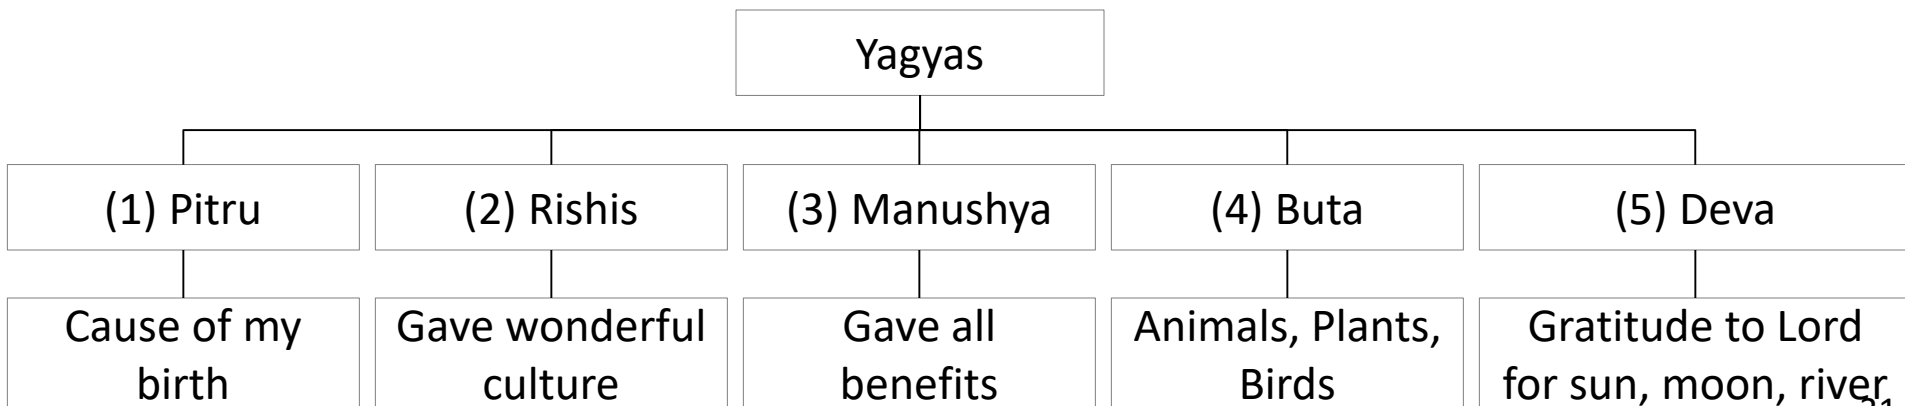 Yagyas
(1) Pitru
(2) Rishis
(3) Manushya
(4) Buta
(5) Deva
Cause of my
birth
Gave wonderful
culture
Gave all
benefits
Animals, Plants,
Birds
Gratitude to Lord
for sun, moon, river